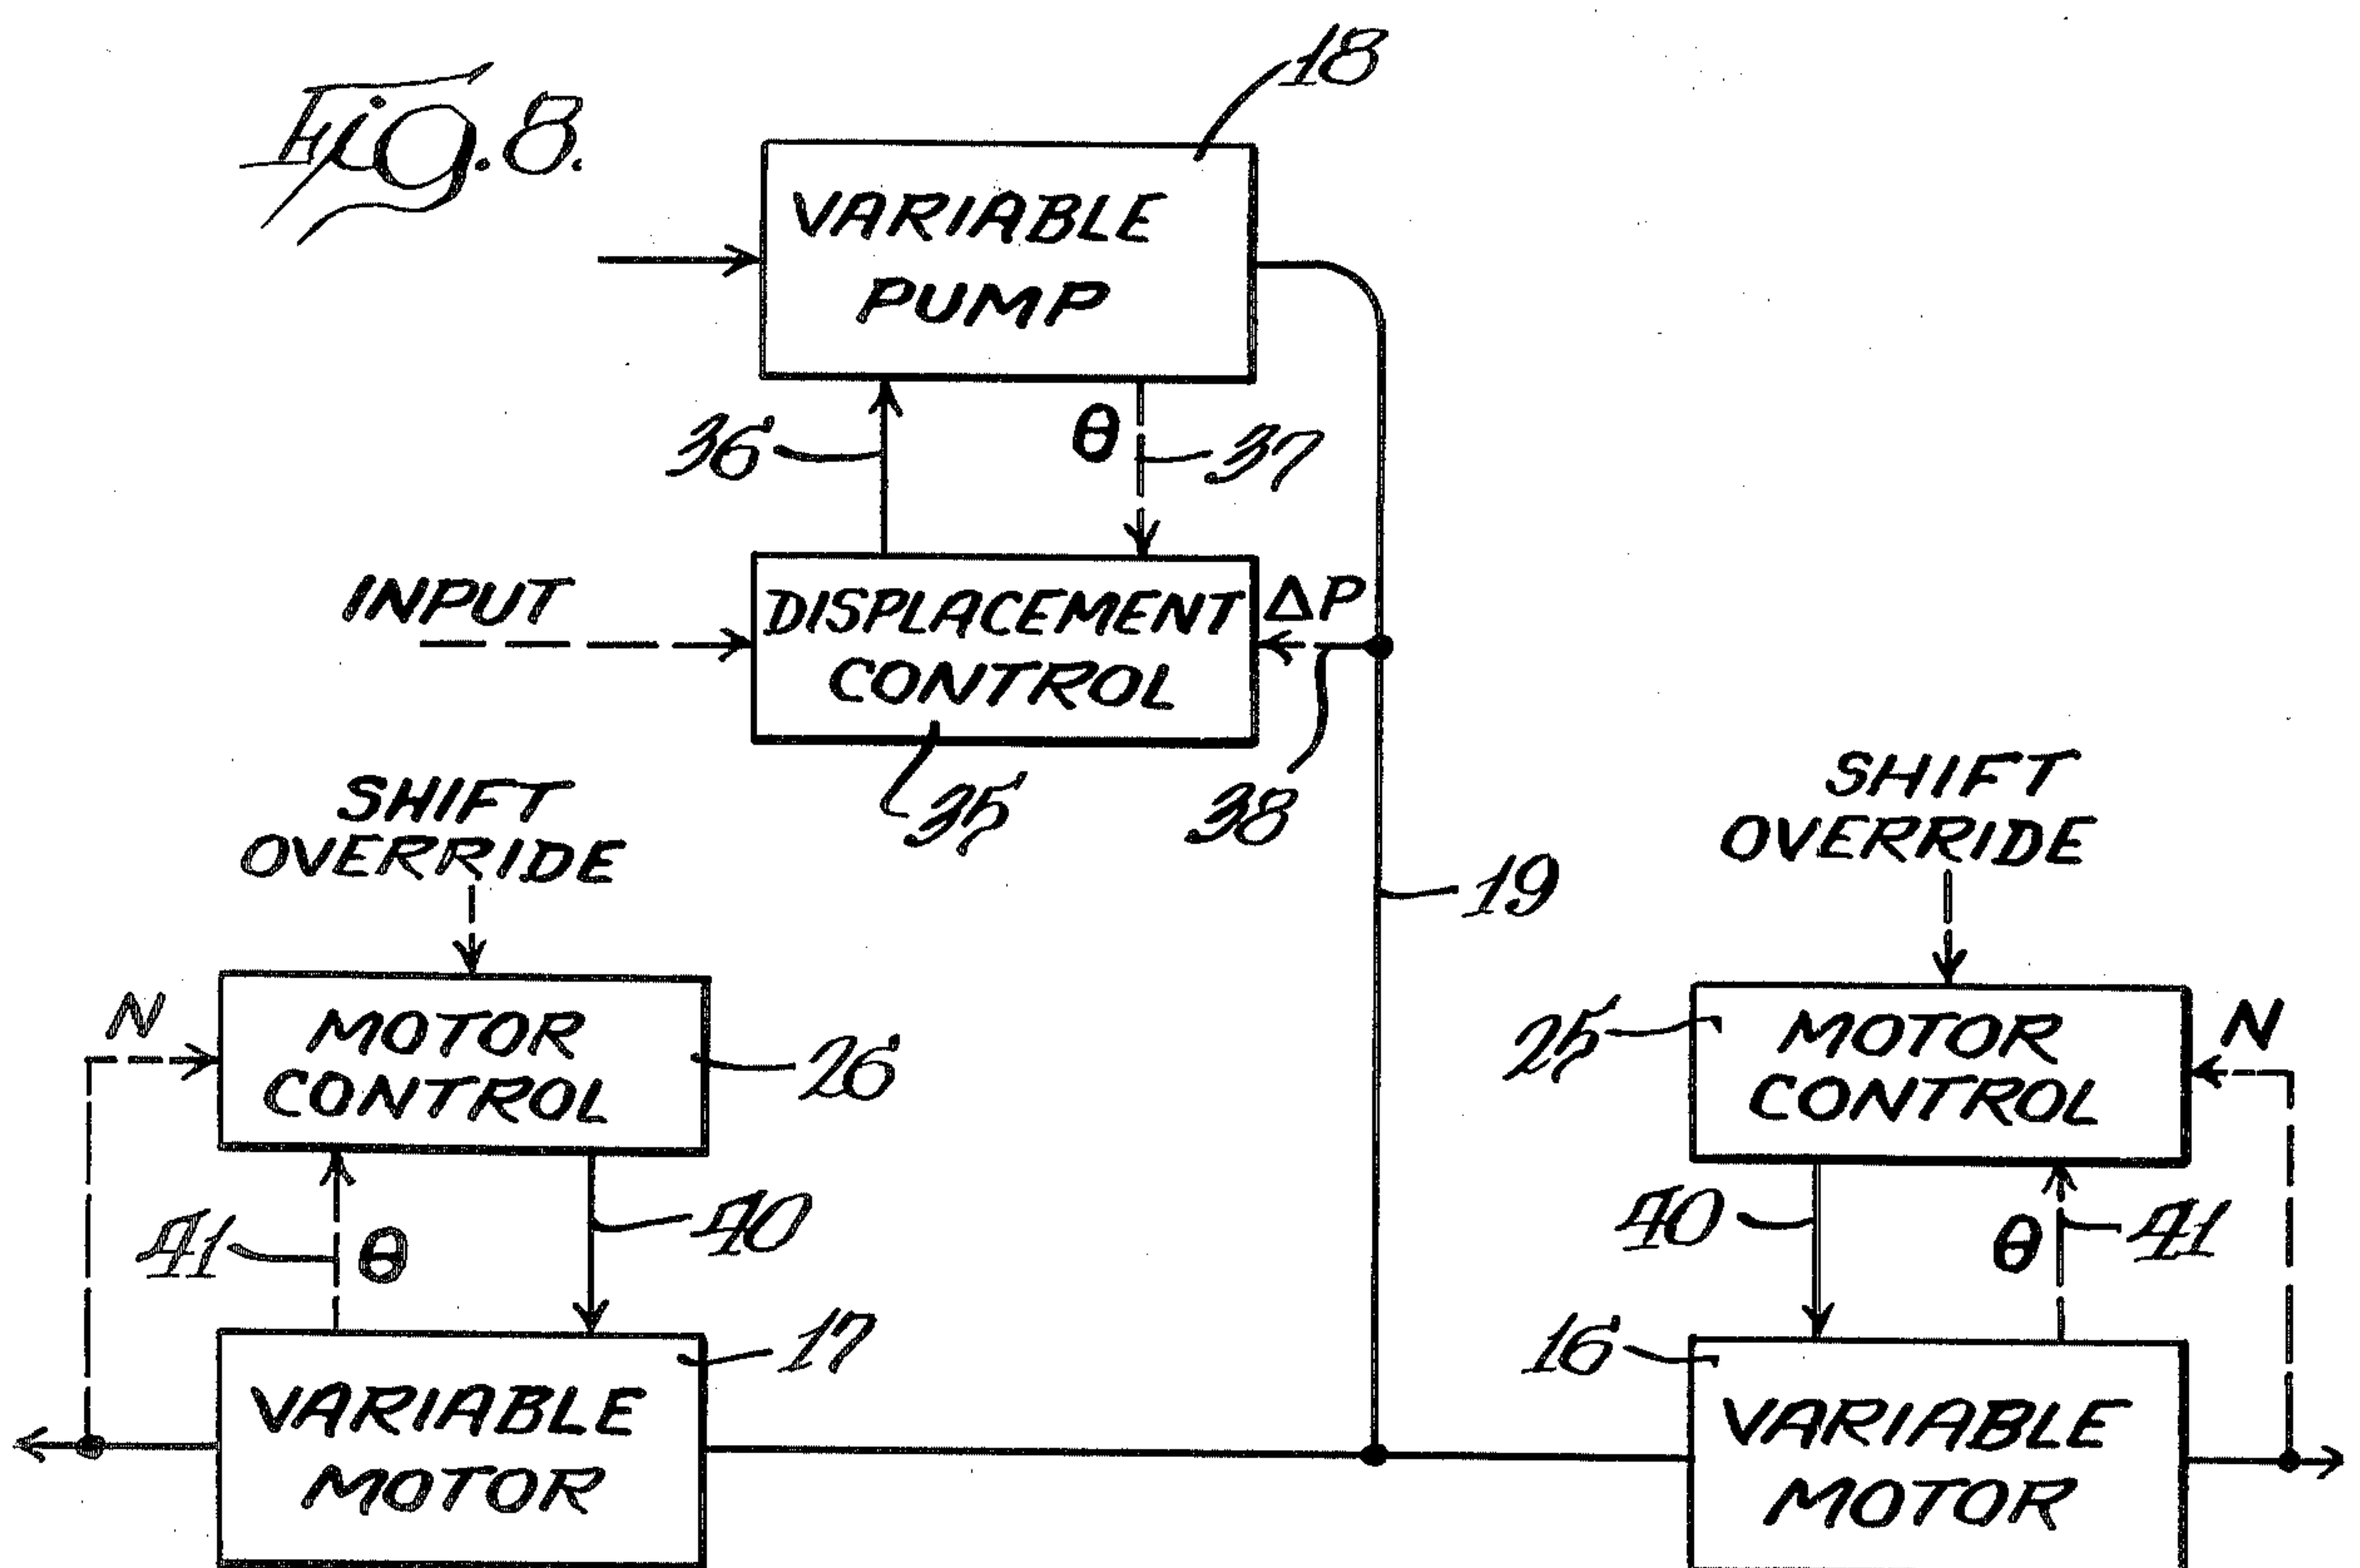 Fig. 8.
18
VARIABLE
PUMP
36
θ
37
INPUT
DISPLACEMENT
CONTROL
ΔP
35
38
SHIFT
OVERRIDE
SHIFT
OVERRIDE
19
N
MOTOR
CONTROL
26
25
MOTOR
CONTROL
N
41
θ
40
40
θ
41
17
16
VARIABLE
MOTOR
VARIABLE
MOTOR